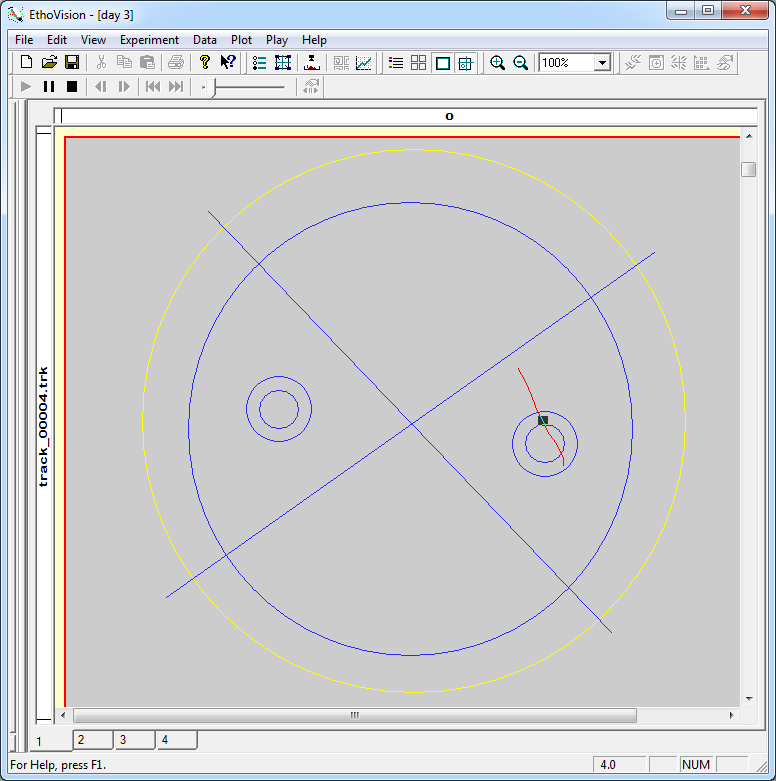 EthoVision - [day 3]
File Edit View Experiment Data Plot Play Help
100%
o
track_00004.trk
1 2 3 4
For Help, press F1.
4.0
NUM